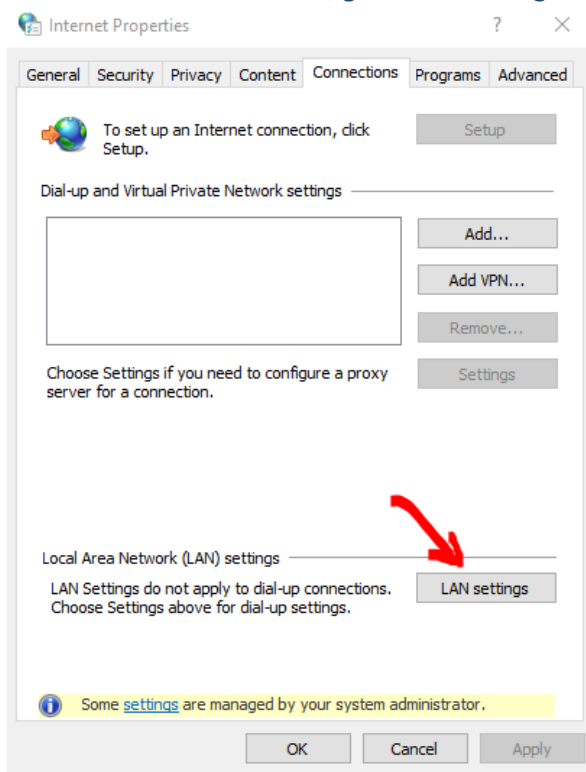 Internet Properties
?
General Security Privacy Content Connections Programs Advanced
To set up an Internet connection, click
Setup.
Setup
Dial-up and Virtual Private Network settings
Add...
Add VPN...
Remove...
Choose Settings if you need to configure a proxy
server for a connection.
Settings
Local Area Network (LAN) settings
LAN Settings do not apply to dial-up connections.
Choose Settings above for dial-up settings.
LAN settings
Some settings are managed by your system administrator.
OK Cancel Apply